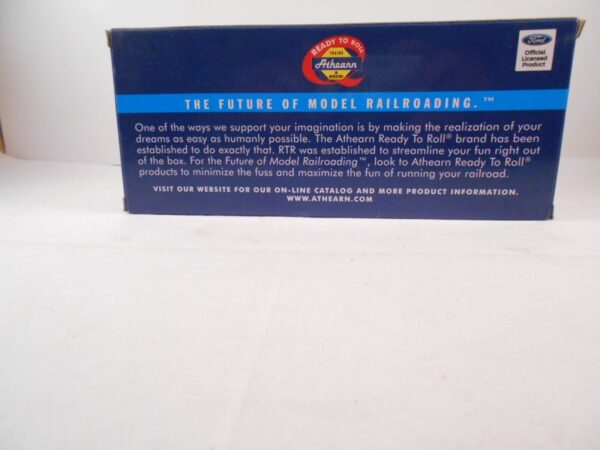 READY TO ROLL
TRAINS
Athearn
IN MINIATURE
Ford
Official
Licensed
Product
THE FUTURE OF MODEL RAILROADING.™
One of the ways we support your imagination is by making the realization of your
dreams as easy as humanly possible. The Athearn Ready To Roll® brand has been
established to do exactly that. RTR was established to streamline your fun right out
of the box. For the Future of Model Railroading™, look to Athearn Ready To Roll®
products to minimize the fuss and maximize the fun of running your railroad.
VISIT OUR WEBSITE FOR OUR ON-LINE CATALOG AND MORE PRODUCT INFORMATION.
WWW.ATHEARN.COM